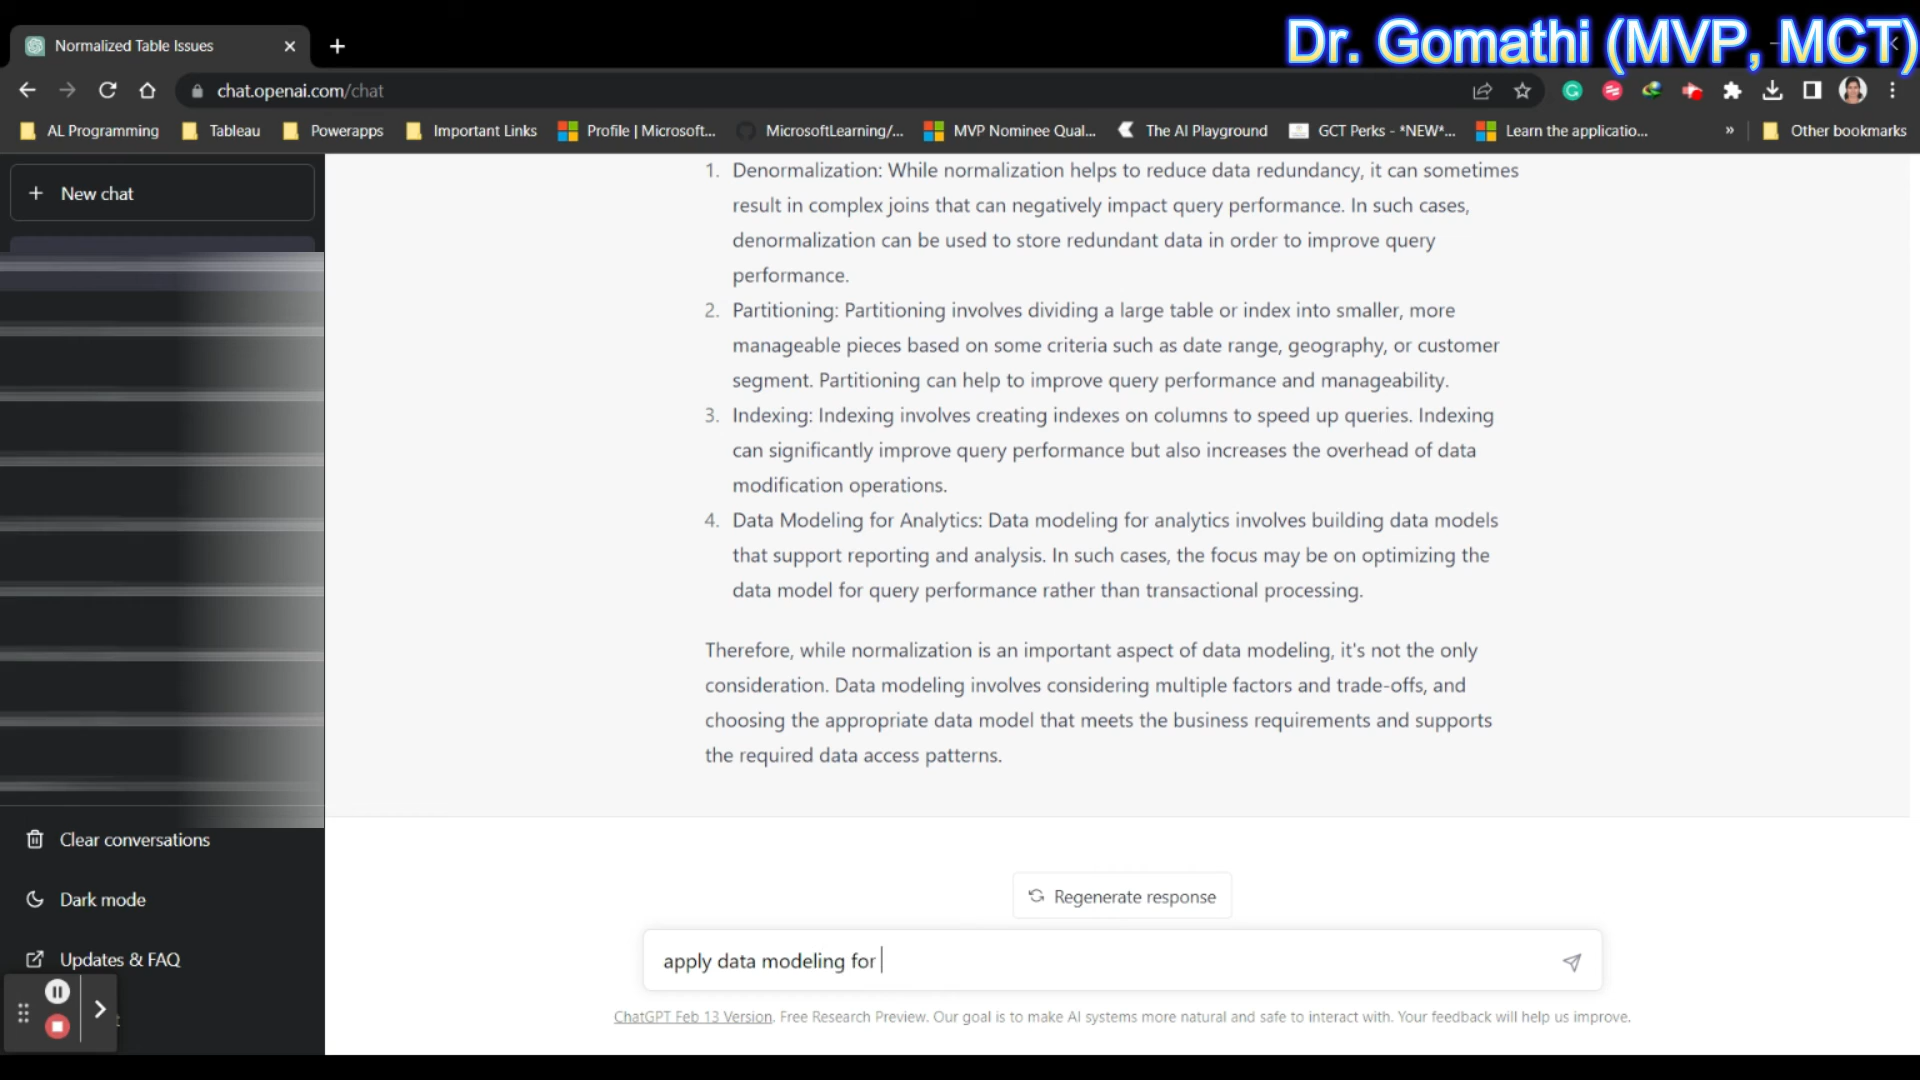 Dr. Gomathi (MVP, MCT)
Normalized Table Issues
chat.openai.com/chat
AL Programming
Tableau
Powerapps
Important Links
Profile | Microsoft...
MicrosoftLearning/...
MVP Nominee Qual...
The AI Playground
GCT Perks - *NEW*...
Learn the applicatio...
»
Other bookmarks
+ New chat
1. Denormalization: While normalization helps to reduce data redundancy, it can sometimes
result in complex joins that can negatively impact query performance. In such cases,
denormalization can be used to store redundant data in order to improve query
performance.
2. Partitioning: Partitioning involves dividing a large table or index into smaller, more
manageable pieces based on some criteria such as date range, geography, or customer
segment. Partitioning can help to improve query performance and manageability.
3. Indexing: Indexing involves creating indexes on columns to speed up queries. Indexing
can significantly improve query performance but also increases the overhead of data
modification operations.
4. Data Modeling for Analytics: Data modeling for analytics involves building data models
that support reporting and analysis. In such cases, the focus may be on optimizing the
data model for query performance rather than transactional processing.
Therefore, while normalization is an important aspect of data modeling, it's not the only
consideration. Data modeling involves considering multiple factors and trade-offs, and
choosing the appropriate data model that meets the business requirements and supports
the required data access patterns.
Clear conversations
Dark mode
Updates & FAQ
Regenerate response
apply data modeling for
ChatGPT Feb 13 Version. Free Research Preview. Our goal is to make AI systems more natural and safe to interact with. Your feedback will help us improve.